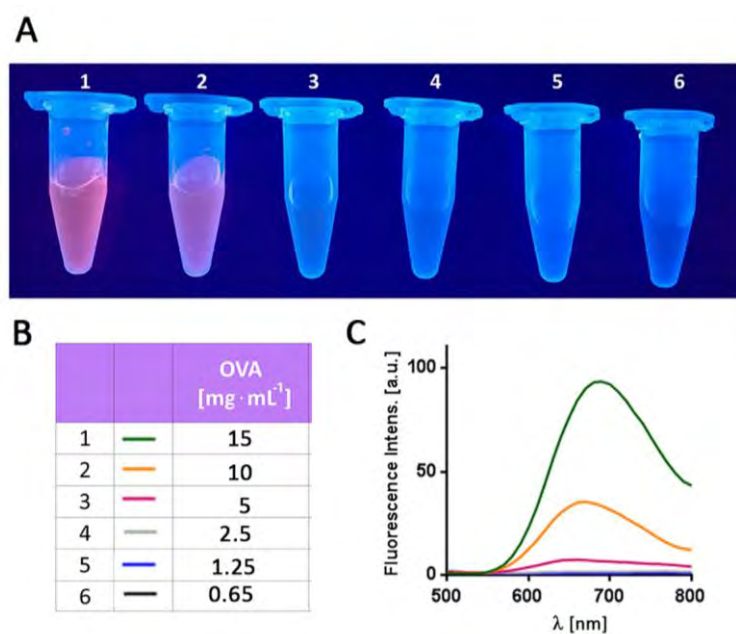 A
1 2 3 4 5 6
B
OVA
[mg·mL⁻¹]
1 15
2 10
3 5
4 2.5
5 1.25
6 0.65
C
Fluorescence Intens. [a.u.]
100
50
0
500 600 700 800
λ [nm]